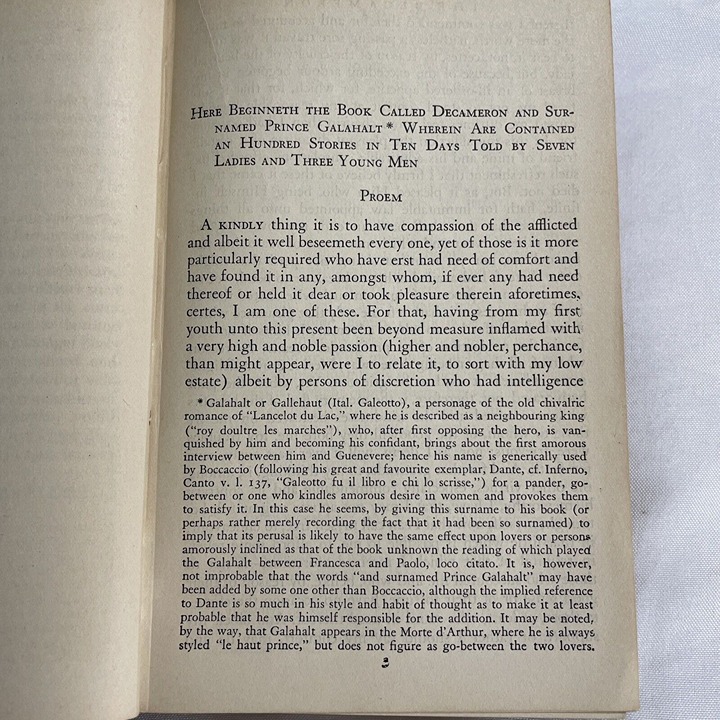 Here Beginneth the Book Called Decameron and Sur-
named Prince Galahalt* Wherein Are Contained
an Hundred Stories in Ten Days Told by Seven
Ladies and Three Young Men
Proem
A kindly thing it is to have compassion of the afflicted
and albeit it well beseemeth every one, yet of those is it more
particularly required who have erst had need of comfort and
have found it in any, amongst whom, if ever any had need
thereof or held it dear or took pleasure therein aforetimes,
certes, I am one of these. For that, having from my first
youth unto this present been beyond measure inflamed with
a very high and noble passion (higher and nobler, perchance,
than might appear, were I to relate it, to sort with my low
estate) albeit by persons of discretion who had intelligence
* Galahalt or Gallehaut (Ital. Galeotto), a personage of the old chivalric
romance of "Lancelot du Lac," where he is described as a neighbouring king
("roy doultre les marches"), who, after first opposing the hero, is van-
quished by him and becoming his confidant, brings about the first amorous
interview between him and Guenevere; hence his name is generically used
by Boccaccio (following his great and favourite exemplar, Dante, cf. Inferno,
Canto v. l. 137, "Galeotto fu il libro e chi lo scrisse,") for a pander, go-
between or one who kindles amorous desire in women and provokes them
to satisfy it. In this case he seems, by giving this surname to his book (or
perhaps rather merely recording the fact that it had been so surnamed) to
imply that its perusal is likely to have the same effect upon lovers or persons
amorously inclined as that of the book unknown the reading of which played
the Galahalt between Francesca and Paolo, loco citato. It is, however,
not improbable that the words "and surnamed Prince Galahalt" may have
been added by some one other than Boccaccio, although the implied reference
to Dante is so much in his style and habit of thought as to make it at least
probable that he was himself responsible for the addition. It may be noted,
by the way, that Galahalt appears in the Morte d'Arthur, where he is always
styled "le haut prince," but does not figure as go-between the two lovers.